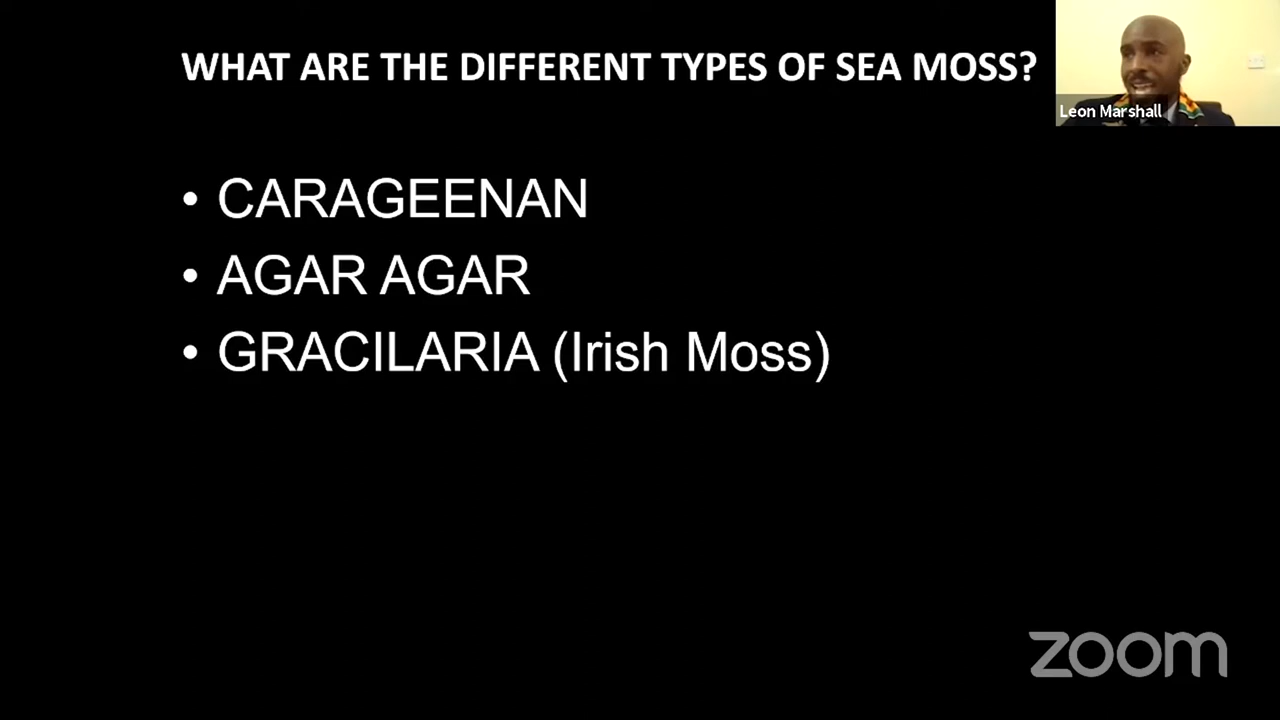 WHAT ARE THE DIFFERENT TYPES OF SEA MOSS?
Leon Marshall
• CARAGEENAN
• AGAR AGAR
• GRACILARIA (Irish Moss)
zoom